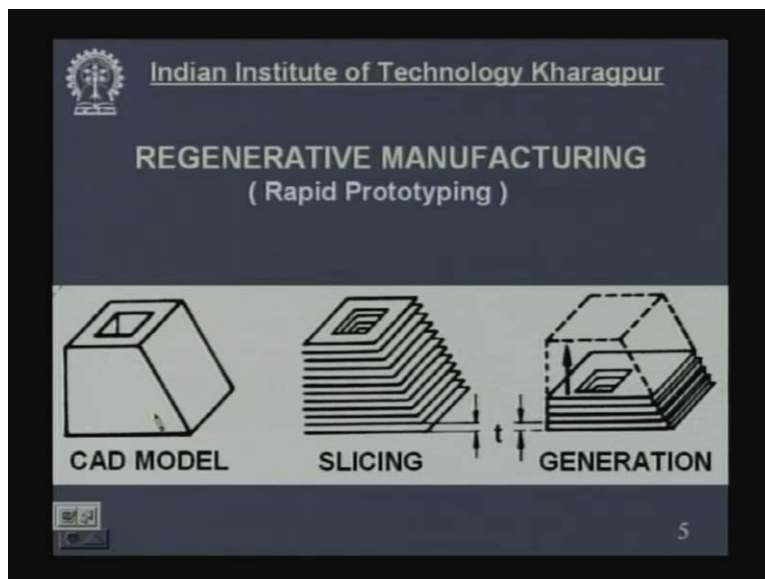 Indian Institute of Technology Kharagpur
REGENERATIVE MANUFACTURING
( Rapid Prototyping )
t
CAD MODEL SLICING GENERATION
5